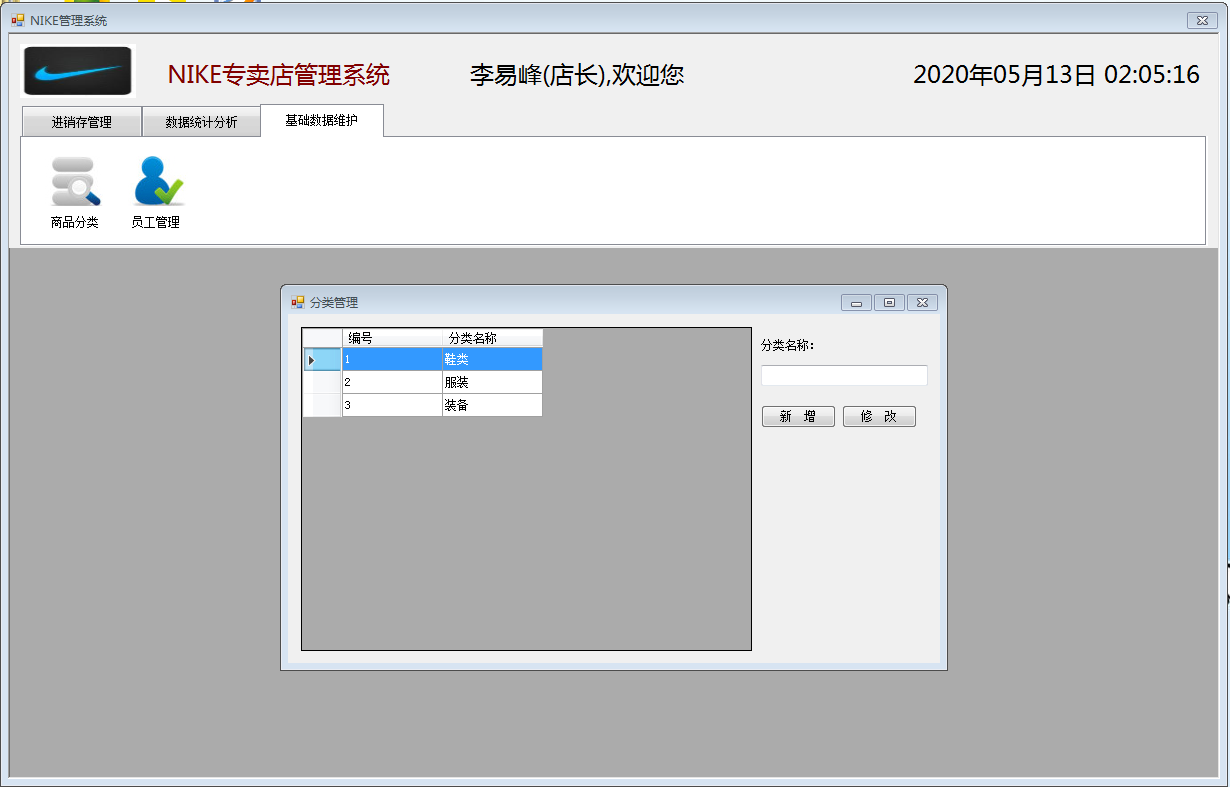 NIKE管理系统
NIKE专卖店管理系统 李易峰(店长),欢迎您 2020年05月13日 02:05:16
进销存管理 数据统计分析 基础数据维护
商品分类 员工管理
分类管理
编号 分类名称
1 鞋类
2 服装
3 装备
分类名称：
新 增 修 改